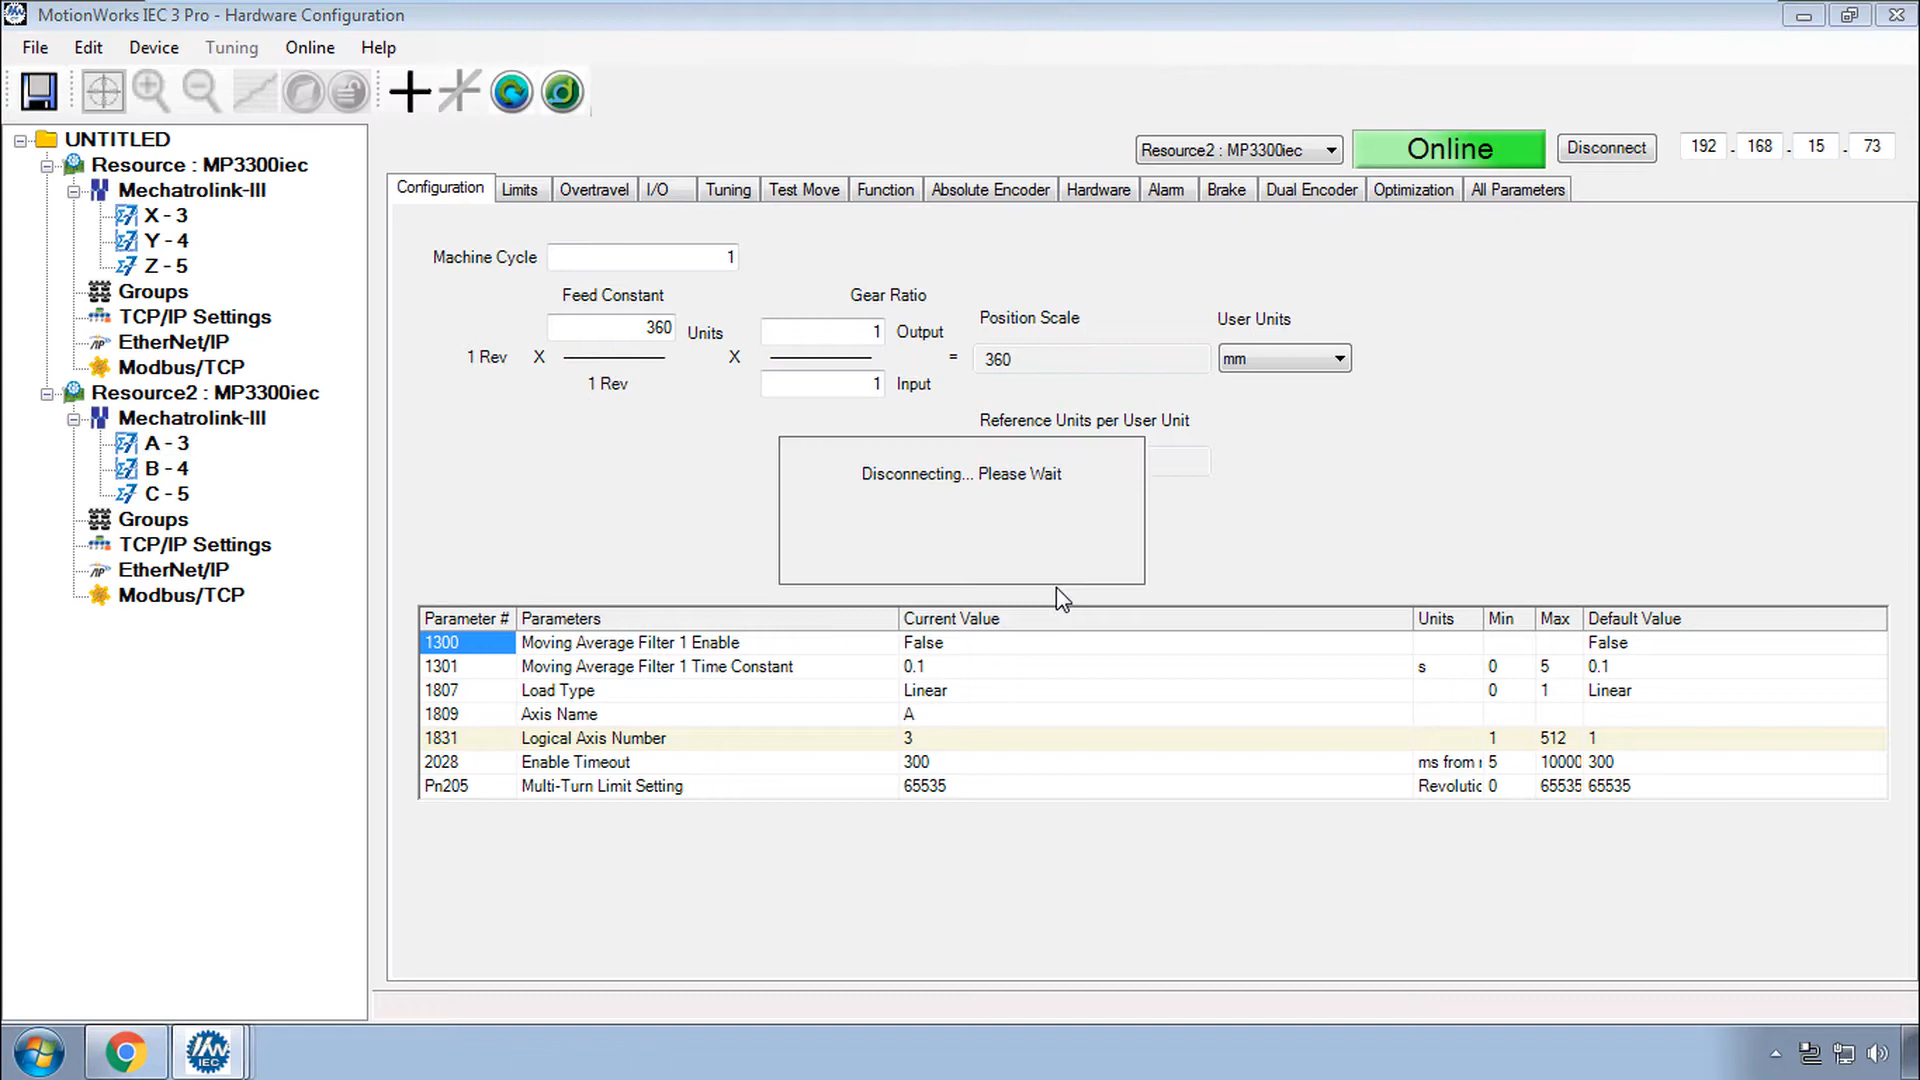 MotionWorks IEC 3 Pro - Hardware Configuration
File Edit Device Tuning Online Help
UNTITLED
Resource : MP3300iec
Mechatrolink-III
X - 3
Y - 4
Z - 5
Groups
TCP/IP Settings
EtherNet/IP
Modbus/TCP
Resource2 : MP3300iec
Mechatrolink-III
A - 3
B - 4
C - 5
Groups
TCP/IP Settings
EtherNet/IP
Modbus/TCP
Resource2 : MP3300iec Online Disconnect 192 . 168 . 15 . 73
Configuration Limits Overtravel I/O Tuning Test Move Function Absolute Encoder Hardware Alarm Brake Dual Encoder Optimization All Parameters
Machine Cycle 1
Feed Constant Gear Ratio Position Scale User Units
360 Units 1 Output
1 Rev X X = 360 mm
1 Rev 1 Input
Reference Units per User Unit
Disconnecting... Please Wait
Parameter # Parameters Current Value Units Min Max Default Value
1300 Moving Average Filter 1 Enable False False
1301 Moving Average Filter 1 Time Constant 0.1 s 0 5 0.1
1807 Load Type Linear 0 1 Linear
1809 Axis Name A
1831 Logical Axis Number 3 1 512 1
2028 Enable Timeout 300 ms from 5 10000 300
Pn205 Multi-Turn Limit Setting 65535 Revolutic 0 65535 65535
IEC